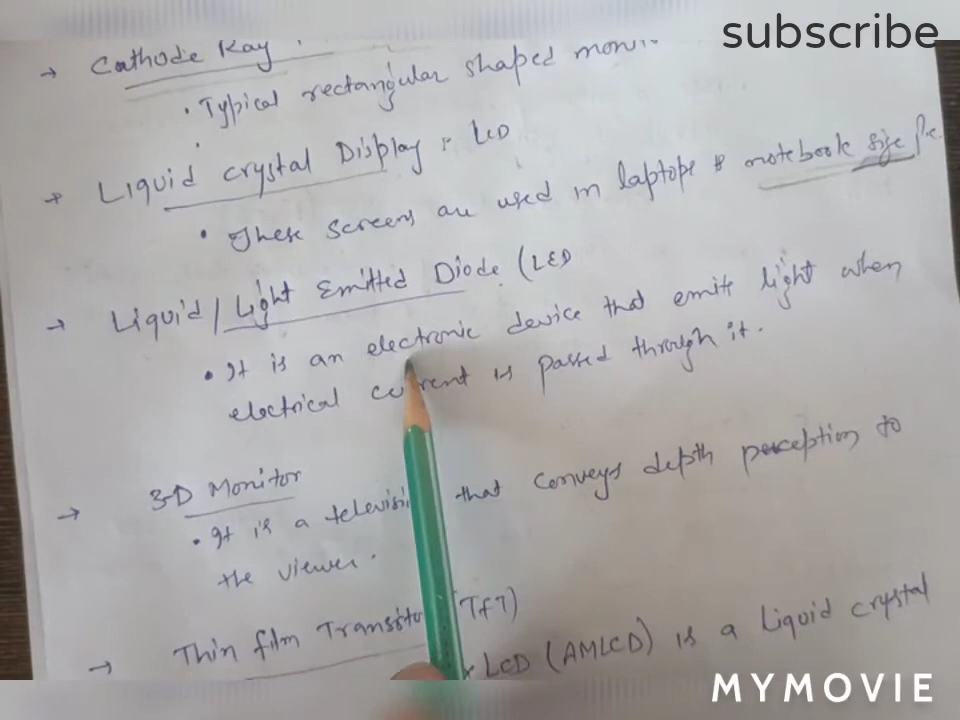 subscribe
→ Cathode Ray
• Typical rectangular shaped
→ Liquid crystal Display : LCD
• These screens are used in laptops & notebook size
→ Liquid / Light Emitted Diode (LED
• It is an electronic device that emits light when
electrical current is passed through it.
→ 3-D Monitor
• It is a that conveys depth perception to
the viewer.
→ Thin film (TFT)
LCD (AMLCD) is a Liquid crystal
MYMOVIE